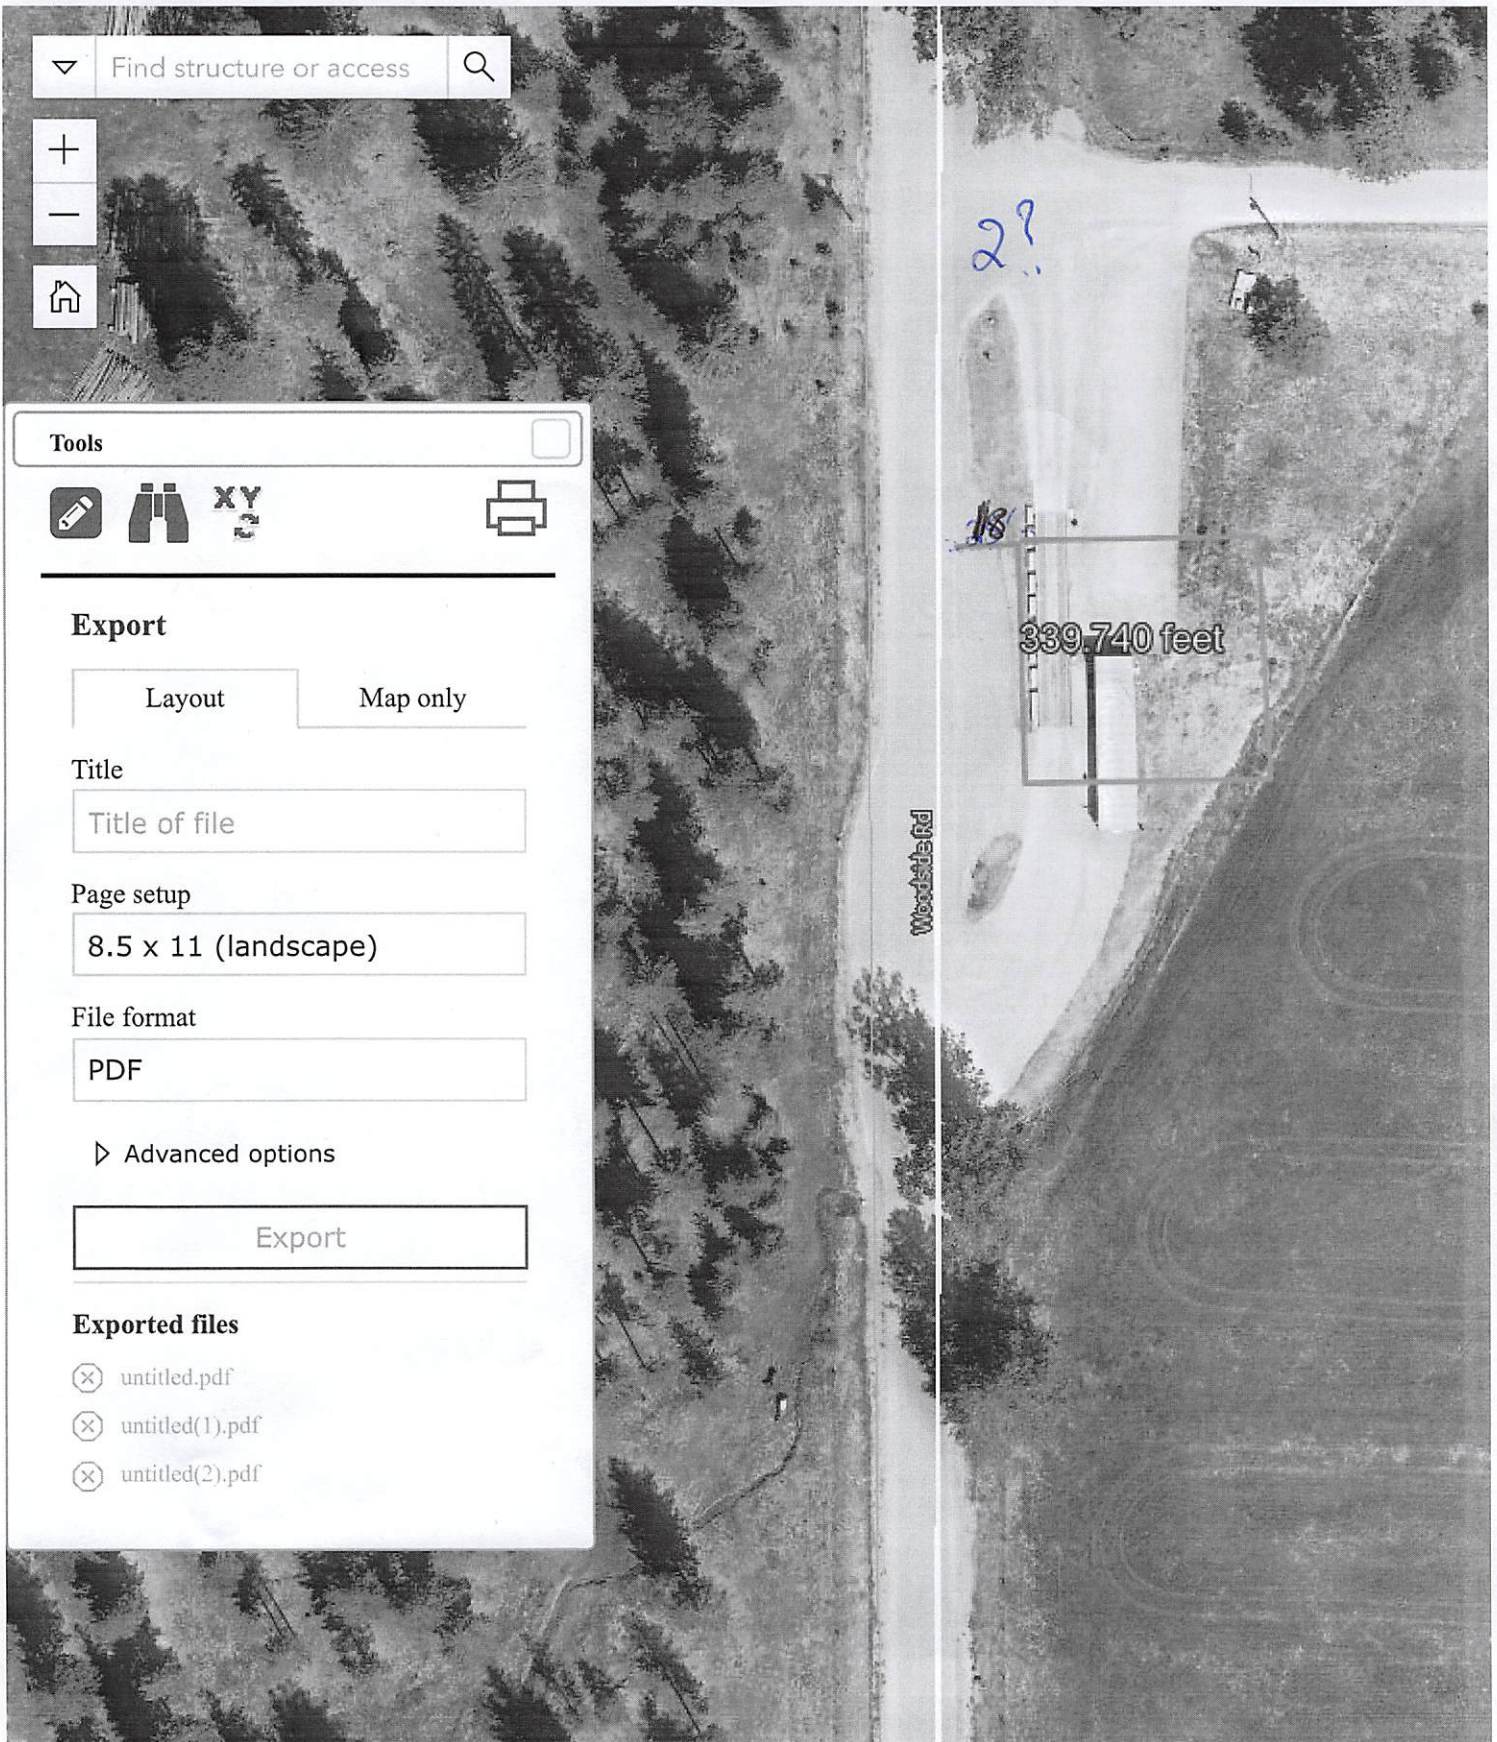 Find structure or access
2?
Tools
XY
18
339.740 feet
Export
Layout
Map only
Title
Title of file
Page setup
8.5 x 11 (landscape)
Woodside Rd
File format
PDF
Advanced options
Export
Exported files
untitled.pdf
untitled(1).pdf
untitled(2).pdf